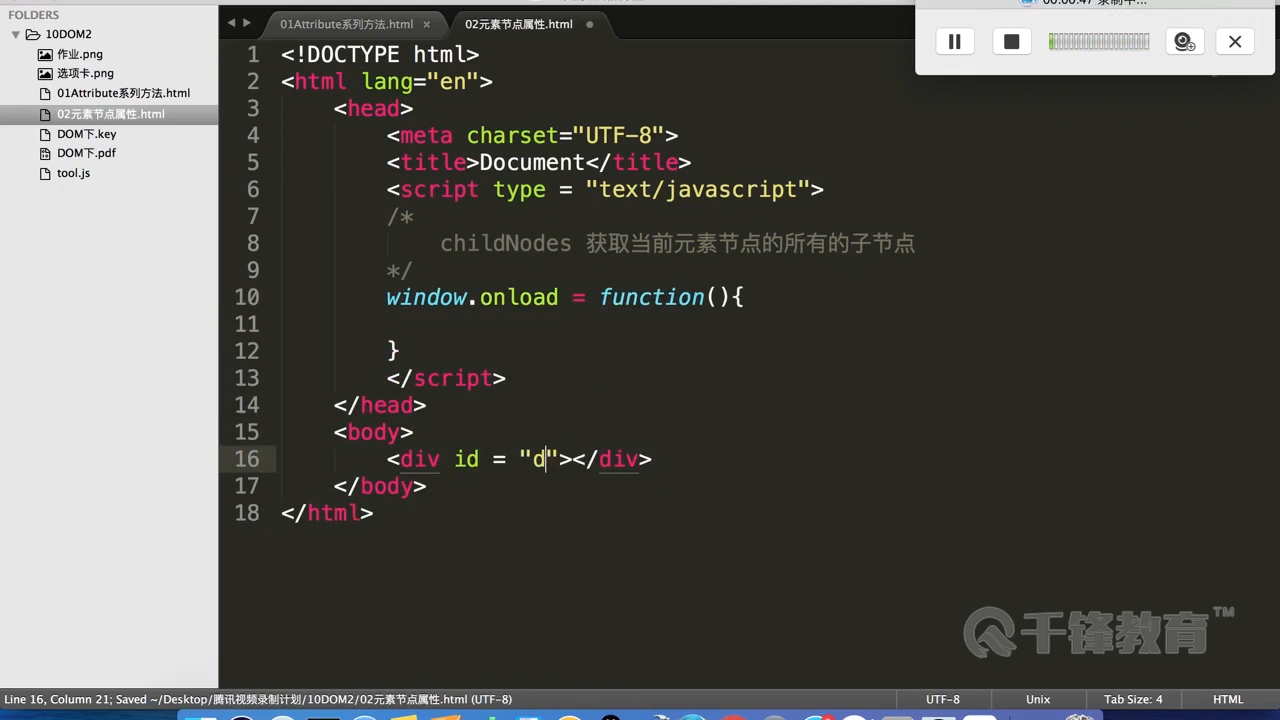 FOLDERS
10DOM2
作业.png
选项卡.png
01Attribute系列方法.html
02元素节点属性.html
DOM下.key
DOM下.pdf
tool.js
01Attribute系列方法.html ×
02元素节点属性.html
1 <!DOCTYPE html>
2 <html lang="en">
3 <head>
4 <meta charset="UTF-8">
5 <title>Document</title>
6 <script type = "text/javascript">
7 /*
8 childNodes 获取当前元素节点的所有的子节点
9 */
10 window.onload = function(){
11
12 }
13 </script>
14 </head>
15 <body>
16 <div id = "d"></div>
17 </body>
18 </html>
千锋教育™
Line 16, Column 21; Saved ~/Desktop/腾讯视频录制计划/10DOM2/02元素节点属性.html (UTF-8)
UTF-8
Unix
Tab Size: 4
HTML